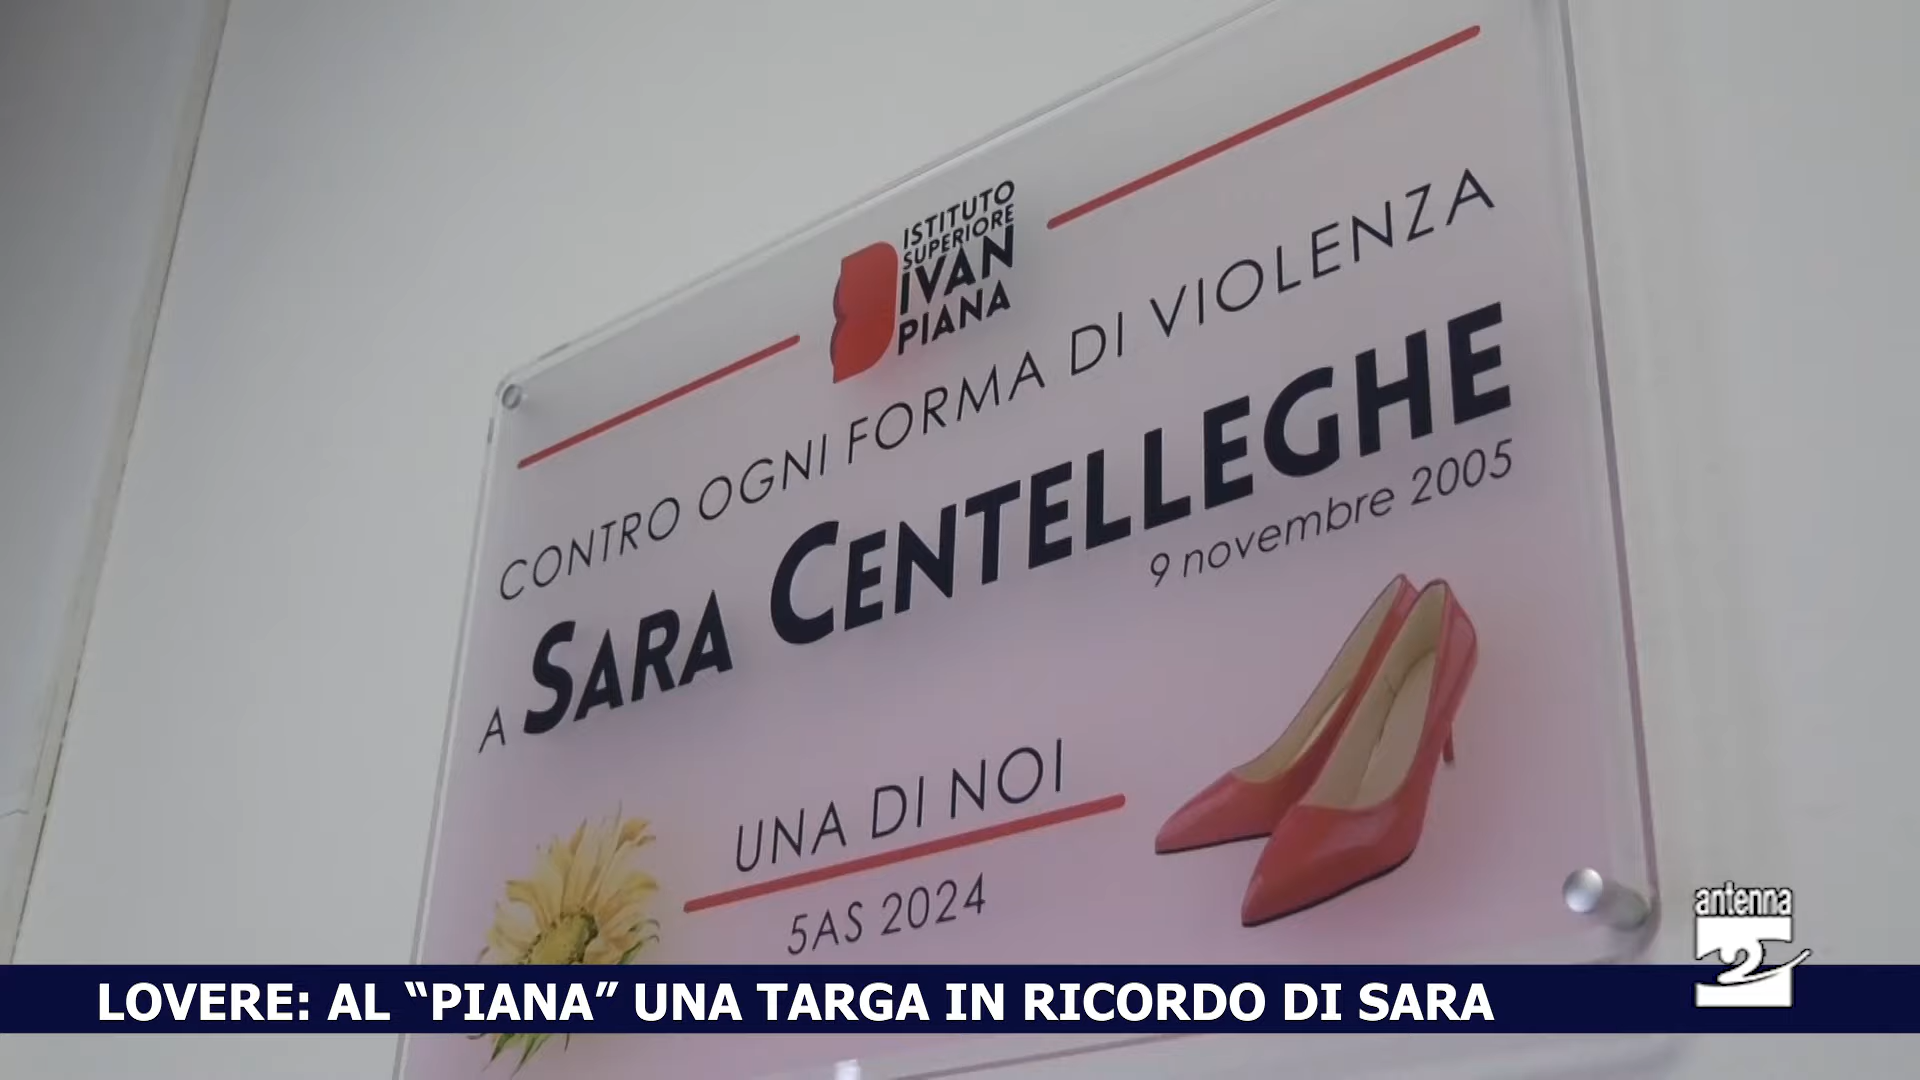 ISTITUTO
SUPERIORE
IVAN
PIANA
CONTRO OGNI FORMA DI VIOLENZA
A SARA CENTELLEGHE
9 novembre 2005
UNA DI NOI
5AS 2024
antenna
2
LOVERE: AL “PIANA” UNA TARGA IN RICORDO DI SARA